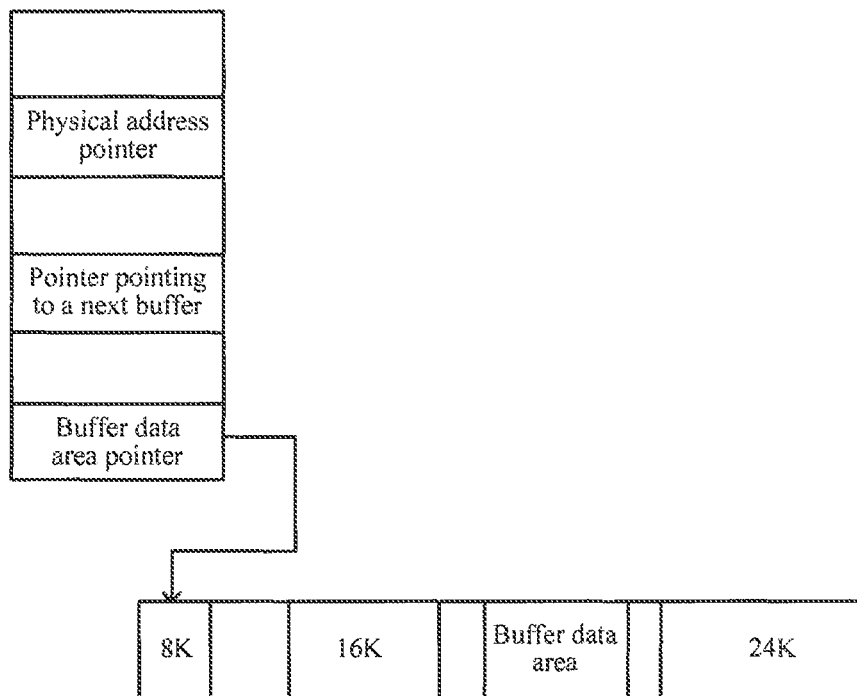 Physical address
pointer
Pointer pointing
to a next buffer
Buffer data
area pointer
8K
16K
Buffer data
area
24K